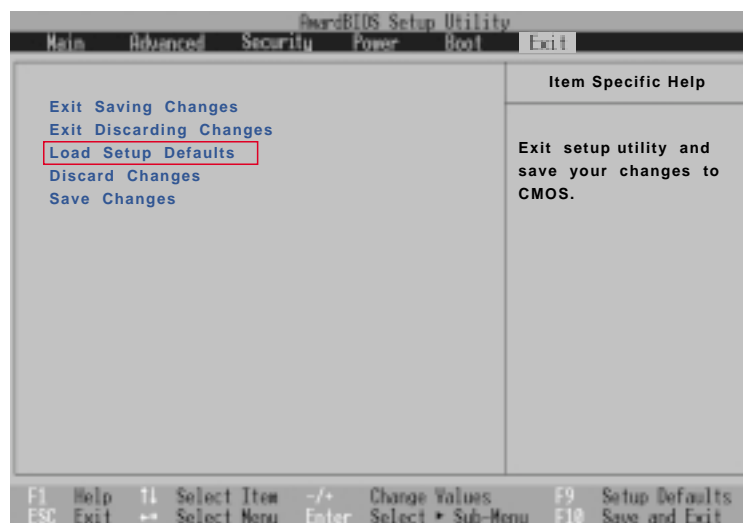 AwardBIOS Setup Utility
Main Advanced Security Power Boot Exit
Item Specific Help
Exit Saving Changes
Exit Discarding Changes
Load Setup Defaults
Discard Changes
Save Changes
Exit setup utility and
save your changes to
CMOS.
F1 Help ↑↓ Select Item -/+ Change Values F9 Setup Defaults
ESC Exit ←→ Select Menu Enter Select ► Sub-Menu F10 Save and Exit